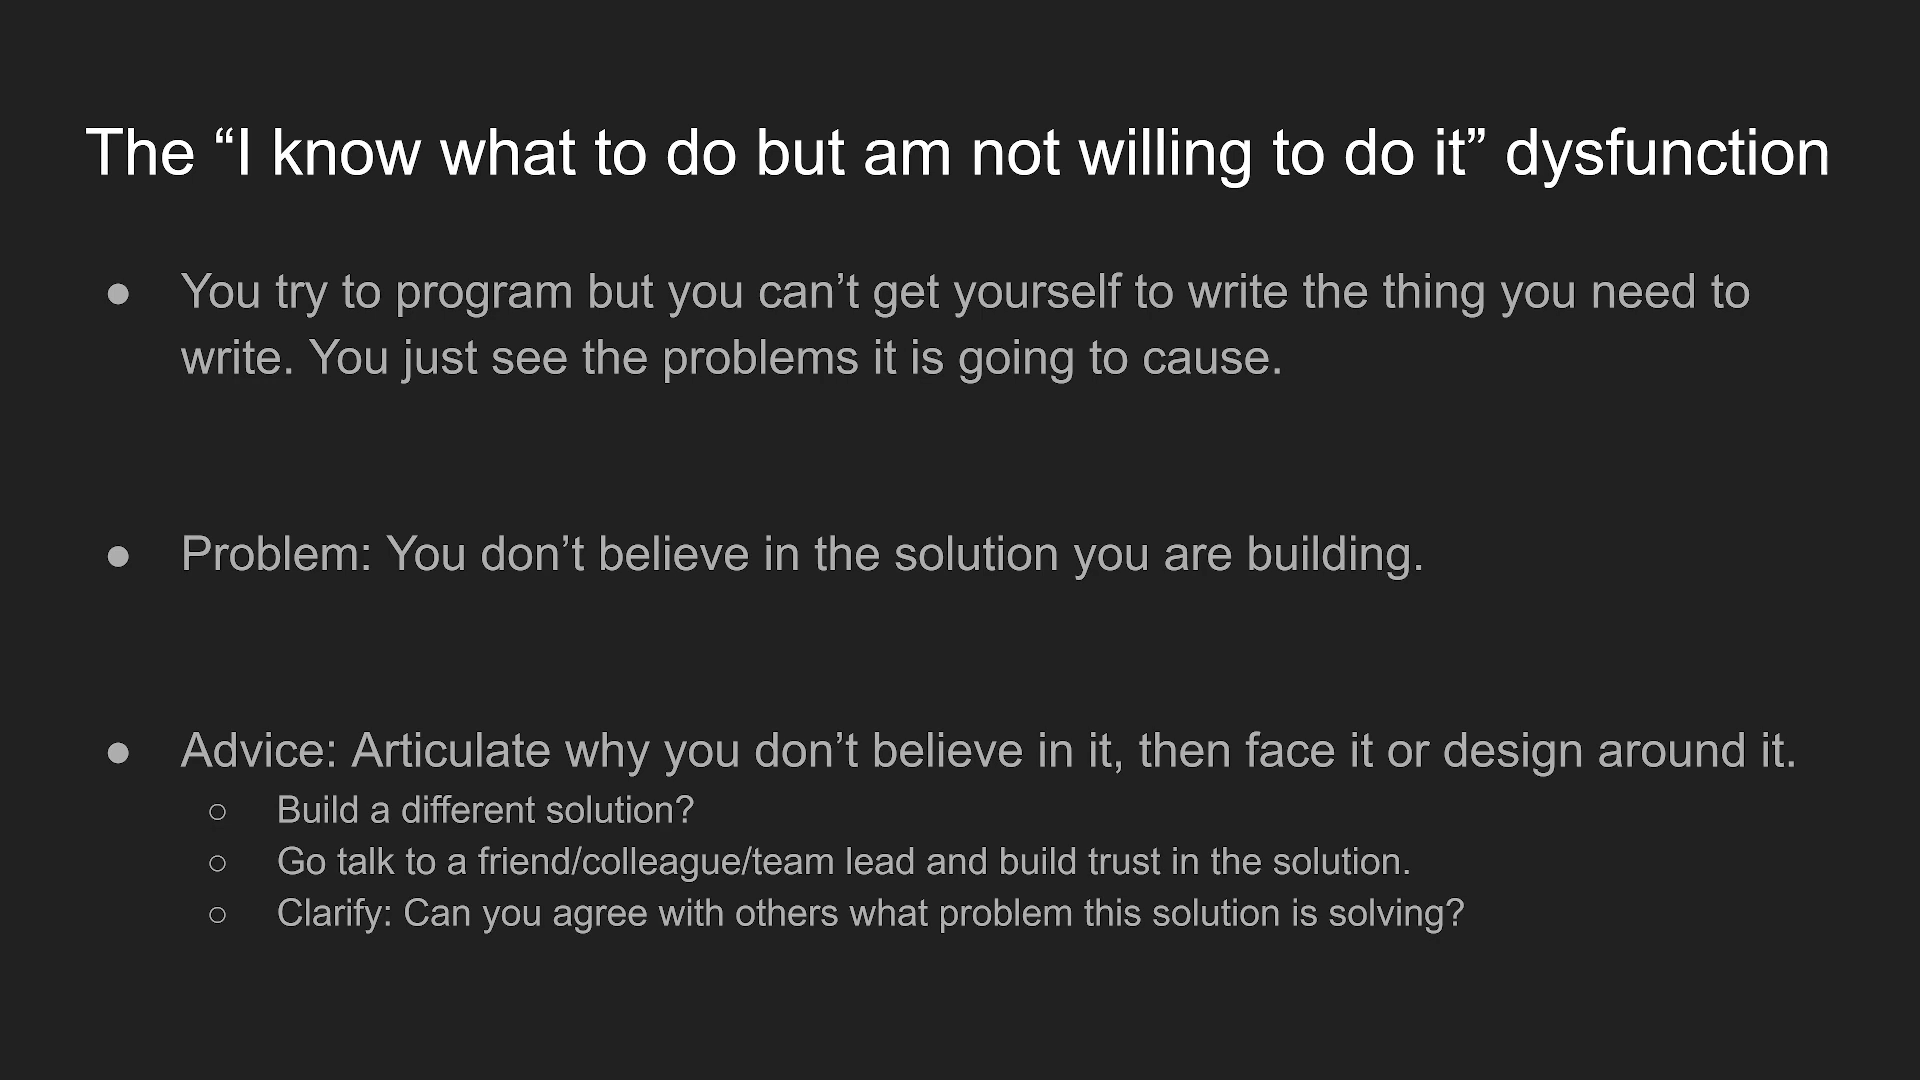 The “I know what to do but am not willing to do it” dysfunction
● You try to program but you can’t get yourself to write the thing you need to
write. You just see the problems it is going to cause.
● Problem: You don’t believe in the solution you are building.
● Advice: Articulate why you don’t believe in it, then face it or design around it.
○ Build a different solution?
○ Go talk to a friend/colleague/team lead and build trust in the solution.
○ Clarify: Can you agree with others what problem this solution is solving?